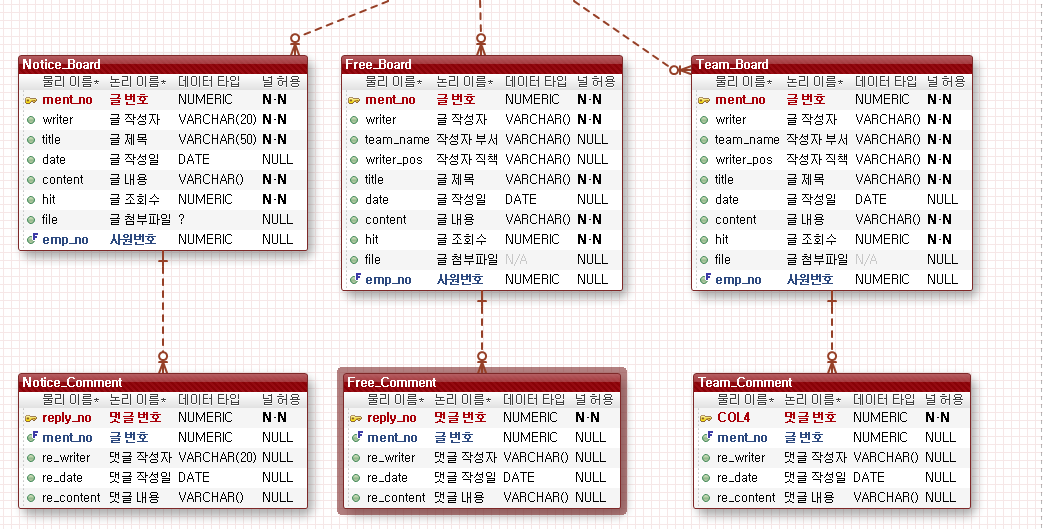 Notice_Board
물리 이름* 논리 이름* 데이터 타입 널 허용
ment_no 글 번호 NUMERIC N-N
writer 글 작성자 VARCHAR(20) N-N
title 글 제목 VARCHAR(50) N-N
date 글 작성일 DATE NULL
content 글 내용 VARCHAR() N-N
hit 글 조회수 NUMERIC N-N
file 글 첨부파일 ? NULL
emp_no 사원번호 NUMERIC NULL
Free_Board
물리 이름* 논리 이름* 데이터 타입 널 허용
ment_no 글 번호 NUMERIC N-N
writer 글 작성자 VARCHAR() N-N
team_name 작성자 부서 VARCHAR() NULL
writer_pos 작성자 직책 VARCHAR() NULL
title 글 제목 VARCHAR() N-N
date 글 작성일 DATE NULL
content 글 내용 VARCHAR() N-N
hit 글 조회수 NUMERIC N-N
file 글 첨부파일 N/A NULL
emp_no 사원번호 NUMERIC NULL
Team_Board
물리 이름* 논리 이름* 데이터 타입 널 허용
ment_no 글 번호 NUMERIC N-N
writer 글 작성자 VARCHAR() N-N
team_name 작성자 부서 VARCHAR() N-N
writer_pos 작성자 직책 VARCHAR() N-N
title 글 제목 VARCHAR() N-N
date 글 작성일 DATE NULL
content 글 내용 VARCHAR() N-N
hit 글 조회수 NUMERIC N-N
file 글 첨부파일 N/A NULL
emp_no 사원번호 NUMERIC NULL
Notice_Comment
물리 이름* 논리 이름* 데이터 타입 널 허용
reply_no 댓글 번호 NUMERIC N-N
ment_no 글 번호 NUMERIC NULL
re_writer 댓글 작성자 VARCHAR(20) NULL
re_date 댓글 작성일 DATE NULL
re_content 댓글 내용 VARCHAR() NULL
Free_Comment
물리 이름* 논리 이름* 데이터 타입 널 허용
reply_no 댓글 번호 NUMERIC N-N
ment_no 글 번호 NUMERIC NULL
re_writer 댓글 작성자 VARCHAR() NULL
re_date 댓글 작성일 DATE NULL
re_content 댓글 내용 VARCHAR() NULL
Team_Comment
물리 이름* 논리 이름* 데이터 타입 널 허용
COL4 댓글 번호 NUMERIC N-N
ment_no 글 번호 NUMERIC NULL
re_writer 댓글 작성자 VARCHAR() NULL
re_date 댓글 작성일 DATE NULL
re_content 댓글 내용 VARCHAR() NULL